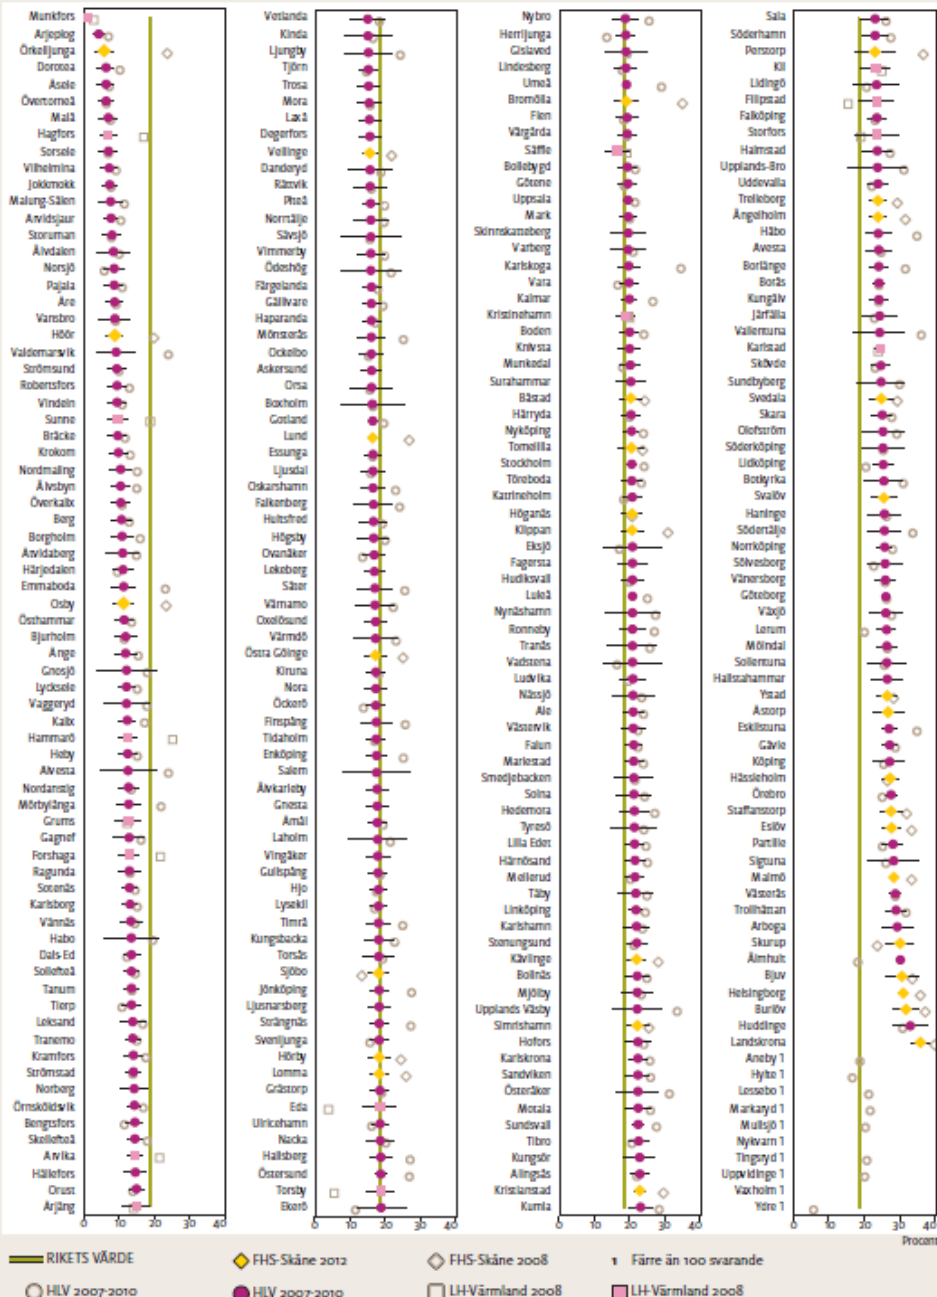 Munkfors
Arjeplog
Örkelljunga
Dorotea
Åsele
Övertorneå
Malå
Hagfors
Sorsele
Vilhelmina
Jokkmokk
Malung-Sälen
Arvidsjaur
Storuman
Älvdalen
Norsjö
Pajala
Åre
Vansbro
Höör
Valdemarsvik
Strömsund
Robertsfors
Vindeln
Sunne
Bräcke
Krokom
Nordmaling
Älvsbyn
Överkalix
Berg
Borgholm
Åtvidaberg
Härjedalen
Emmaboda
Osby
Östhammar
Bjurholm
Ånge
Gnosjö
Lycksele
Vaggeryd
Kalix
Hammarö
Heby
Alvesta
Nordanstig
Mörbylånga
Grums
Gagnef
Forshaga
Ragunda
Sotenäs
Karlsborg
Vännäs
Habo
Dals-Ed
Sollefteå
Tanum
Tierp
Leksand
Tranemo
Kramfors
Strömstad
Norberg
Örnsköldsvik
Bengtsfors
Skellefteå
Arvika
Hällefors
Orust
Årjäng
0 10 20 30 40
Vetlanda
Kinda
Ljungby
Tjörn
Trosa
Mora
Laxå
Degerfors
Vellinge
Danderyd
Rättvik
Piteå
Norrtälje
Sävsjö
Vimmerby
Ödeshög
Färgelanda
Gällivare
Haparanda
Mönsterås
Ockelbo
Askersund
Orsa
Boxholm
Gotland
Lund
Essunga
Ljusdal
Oskarshamn
Falkenberg
Hultsfred
Högsby
Ovanåker
Lekeberg
Säter
Värnamo
Oxelösund
Värmdö
Östra Göinge
Kiruna
Nora
Öckerö
Finspång
Tidaholm
Enköping
Salem
Älvkarleby
Gnesta
Åmål
Laholm
Vingåker
Gullspång
Hjo
Lysekil
Timrå
Kungsbacka
Torsås
Sjöbo
Jönköping
Ljusnarsberg
Strängnäs
Svenljunga
Hörby
Lomma
Grästorp
Eda
Ulricehamn
Nacka
Hallsberg
Östersund
Torsby
Ekerö
0 10 20 30 40
Nybro
Herrljunga
Gislaved
Lindesberg
Umeå
Bromölla
Flen
Vårgårda
Säffle
Bollebygd
Götene
Uppsala
Mark
Skinnskatteberg
Varberg
Karlskoga
Vara
Kalmar
Kristinehamn
Boden
Knivsta
Munkedal
Surahammar
Båstad
Härryda
Nyköping
Tomelilla
Stockholm
Töreboda
Katrineholm
Höganäs
Klippan
Eksjö
Fagersta
Hudiksvall
Luleå
Nynäshamn
Ronneby
Tranås
Vadstena
Ludvika
Nässjö
Ale
Västervik
Falun
Mariestad
Smedjebacken
Solna
Hedemora
Tyresö
Lilla Edet
Härnösand
Mellerud
Täby
Linköping
Karlshamn
Stenungsund
Kävlinge
Bollnäs
Mjölby
Upplands Väsby
Simrishamn
Hofors
Karlskrona
Sandviken
Österåker
Motala
Sundsvall
Tibro
Kungsör
Alingsås
Kristianstad
Kumla
0 10 20 30 40
Sala
Söderhamn
Perstorp
Kil
Lidingö
Filipstad
Falköping
Storfors
Halmstad
Upplands-Bro
Uddevalla
Trelleborg
Ängelholm
Håbo
Avesta
Borlänge
Borås
Kungälv
Järfälla
Vallentuna
Karlstad
Skövde
Sundbyberg
Svedala
Skara
Olofström
Söderköping
Lidköping
Botkyrka
Svalöv
Haninge
Södertälje
Norrköping
Sölvesborg
Vänersborg
Göteborg
Växjö
Lerum
Mölndal
Sollentuna
Hallstahammar
Ystad
Åstorp
Eskilstuna
Gävle
Köping
Hässleholm
Örebro
Staffanstorp
Eslöv
Partille
Sigtuna
Malmö
Västerås
Trollhättan
Arboga
Skurup
Älmhult
Bjuv
Helsingborg
Burlöv
Huddinge
Landskrona
Aneby 1
Hylte 1
Lessebo 1
Markaryd 1
Mullsjö 1
Nykvarn 1
Tingsryd 1
Uppvidinge 1
Vaxholm 1
Ydre 1
0 10 20 30 40
Procent
RIKETS VÄRDE
FHS-Skåne 2012
FHS-Skåne 2008
1 Färre än 100 svarande
HLV 2007-2010
HLV 2007-2010
LH-Värmland 2008
LH-Värmland 2008